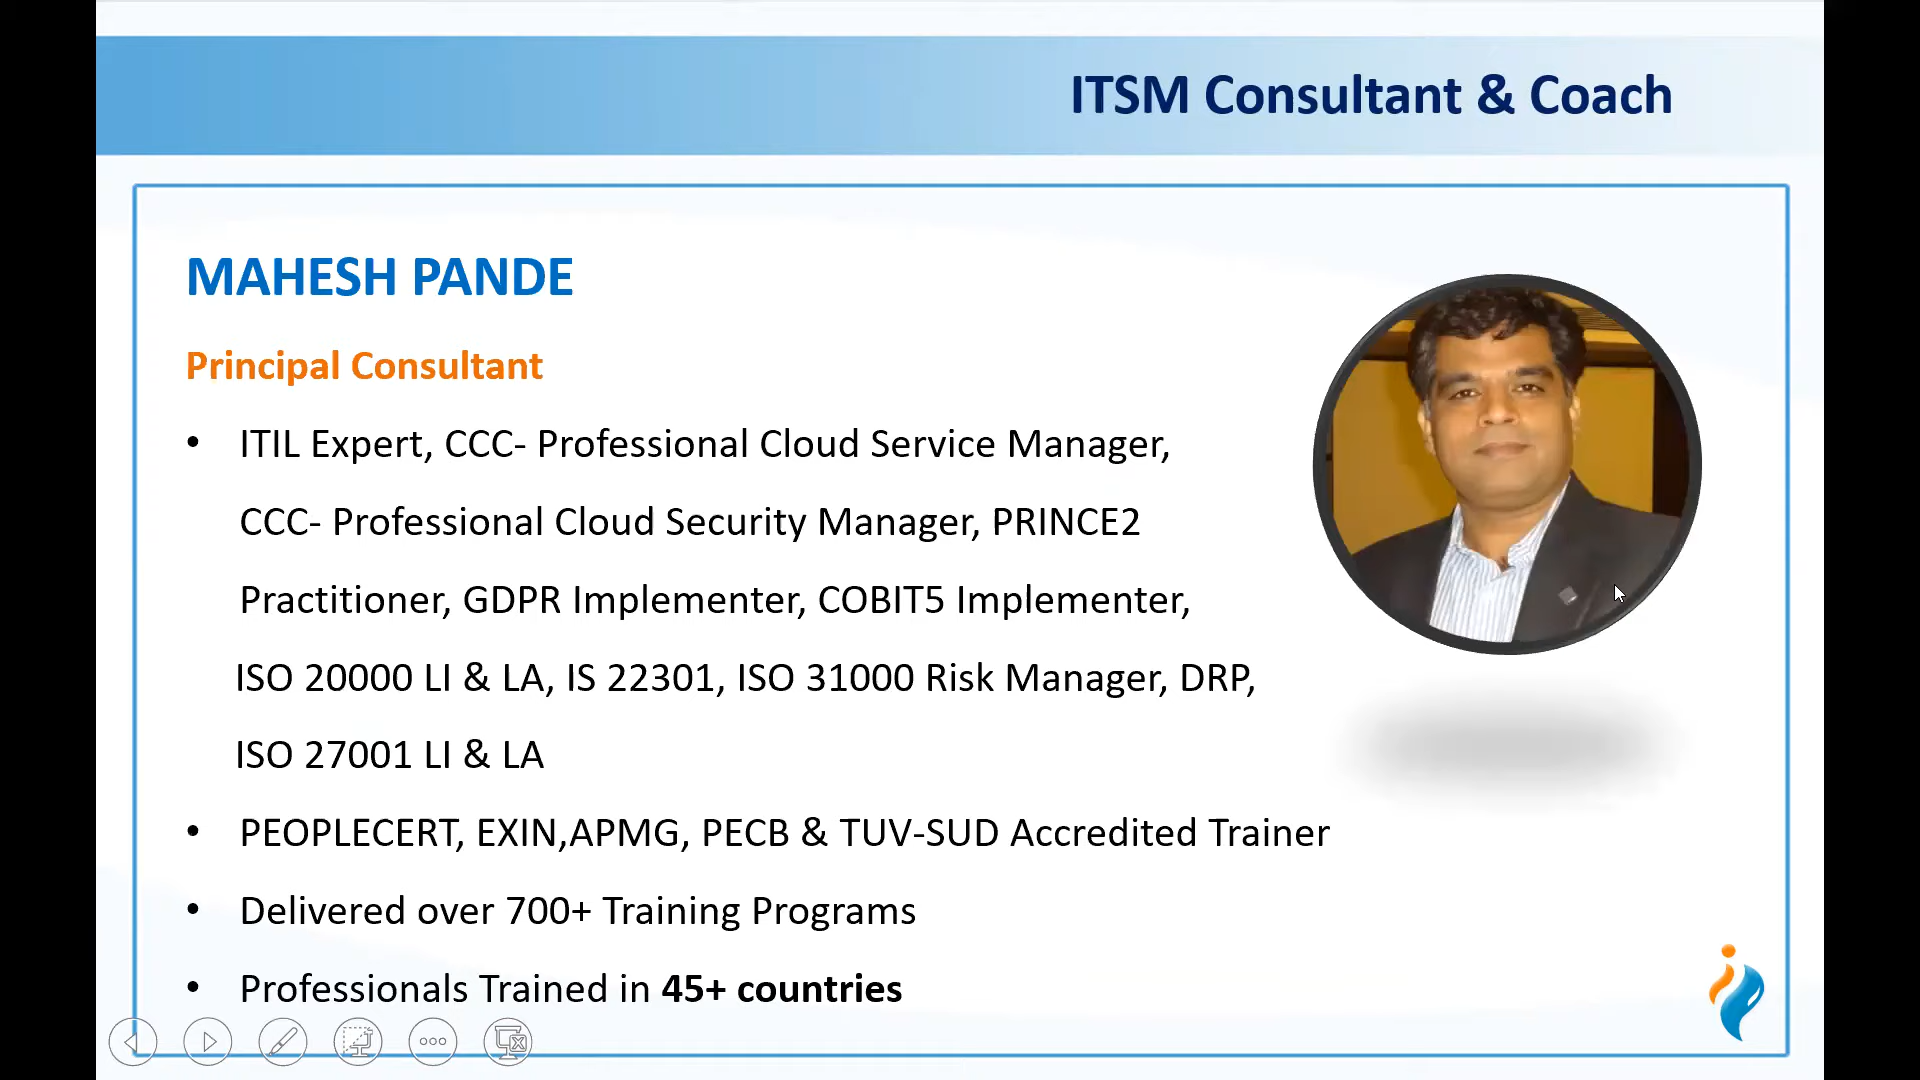 ITSM Consultant & Coach
MAHESH PANDE
Principal Consultant
• ITIL Expert, CCC- Professional Cloud Service Manager,
CCC- Professional Cloud Security Manager, PRINCE2
Practitioner, GDPR Implementer, COBIT5 Implementer,
ISO 20000 LI & LA, IS 22301, ISO 31000 Risk Manager, DRP,
ISO 27001 LI & LA
• PEOPLECERT, EXIN,APMG, PECB & TUV-SUD Accredited Trainer
• Delivered over 700+ Training Programs
• Professionals Trained in 45+ countries